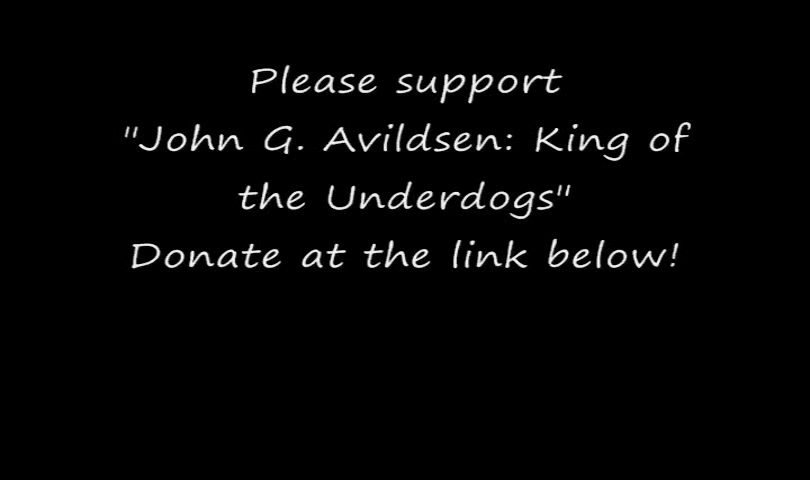 Please support
"John G. Avildsen: King of
the Underdogs"
Donate at the link below!